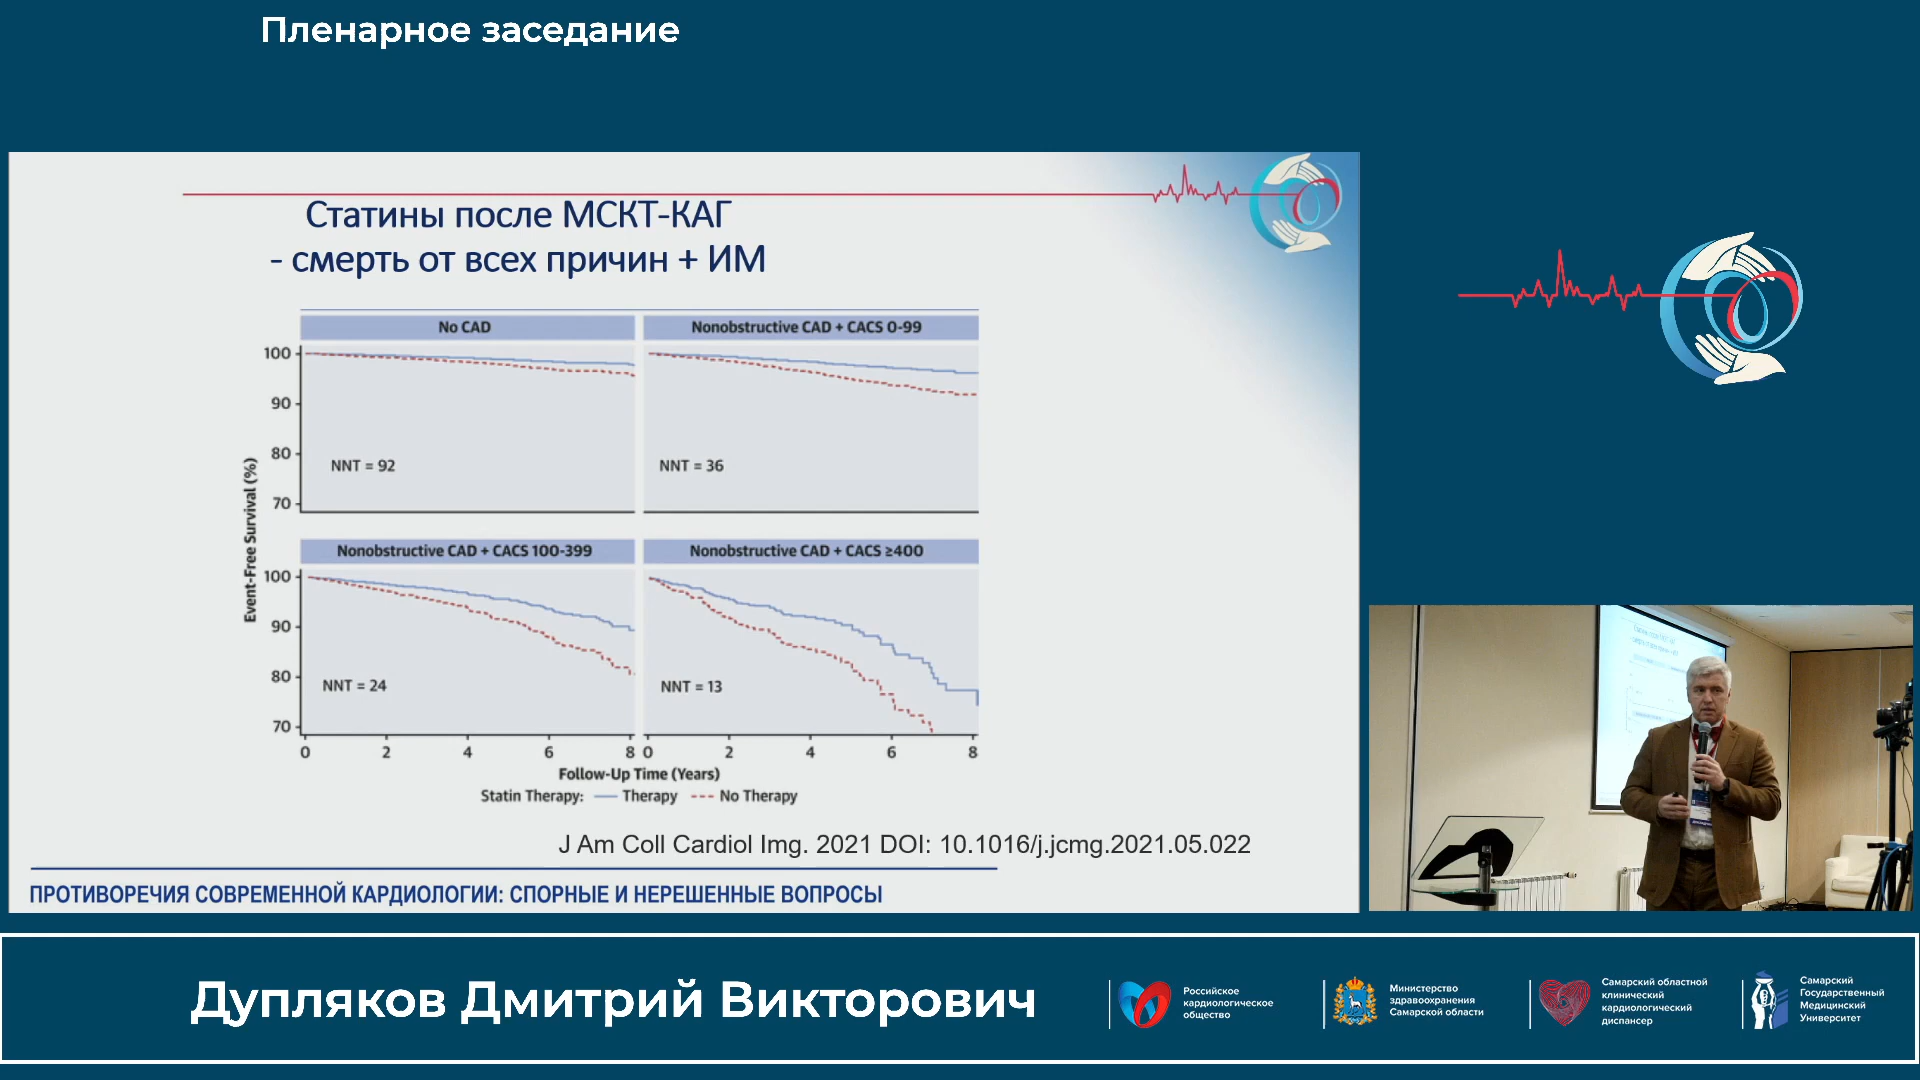 Пленарное заседание
Статины после МСКТ-КАГ
- смерть от всех причин + ИМ
No CAD
Nonobstructive CAD + CACS 0-99
100
90
80
70
NNT = 92
NNT = 36
Event-Free Survival (%)
Nonobstructive CAD + CACS 100-399
Nonobstructive CAD + CACS ≥400
100
90
80
70
NNT = 24
NNT = 13
0 2 4 6 8 0 2 4 6 8
Follow-Up Time (Years)
Statin Therapy: Therapy No Therapy
J Am Coll Cardiol Img. 2021 DOI: 10.1016/j.jcmg.2021.05.022
ПРОТИВОРЕЧИЯ СОВРЕМЕННОЙ КАРДИОЛОГИИ: СПОРНЫЕ И НЕРЕШЕННЫЕ ВОПРОСЫ
Дупляков Дмитрий Викторович
Российское
кардиологическое
общество
Министерство
здравоохранения
Самарской области
Самарский областной
клинический
кардиологический
диспансер
Самарский
Государственный
Медицинский
Университет